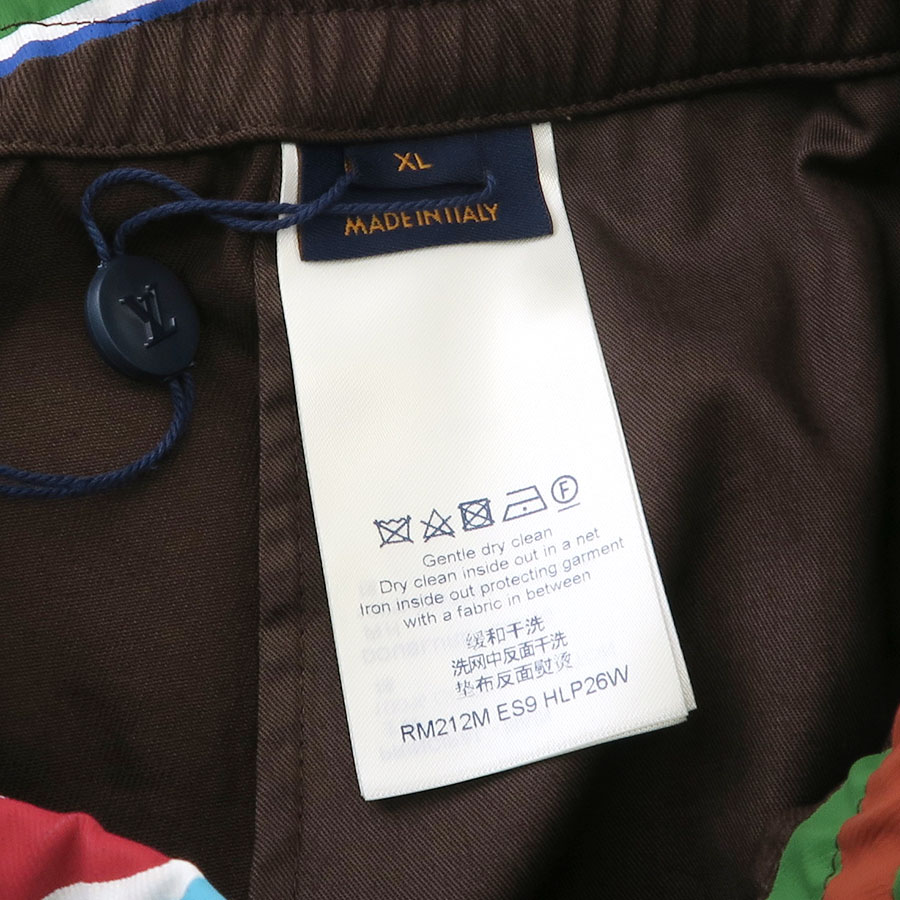 XL
MADE IN ITALY
LV
F
Gentle dry clean
Dry clean inside out in a net
Iron inside out protecting garment
with a fabric in between
缓和干洗
洗网中反面干洗
垫布反面熨烫
RM212M ES9 HLP26W